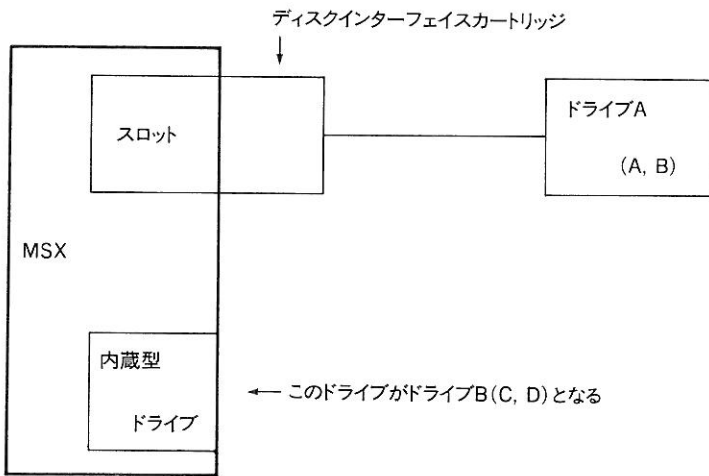 ディスクインターフェイスカートリッジ
スロット
ドライブA
(A, B)
MSX
内蔵型
ドライブ
このドライブがドライブB(C, D)となる